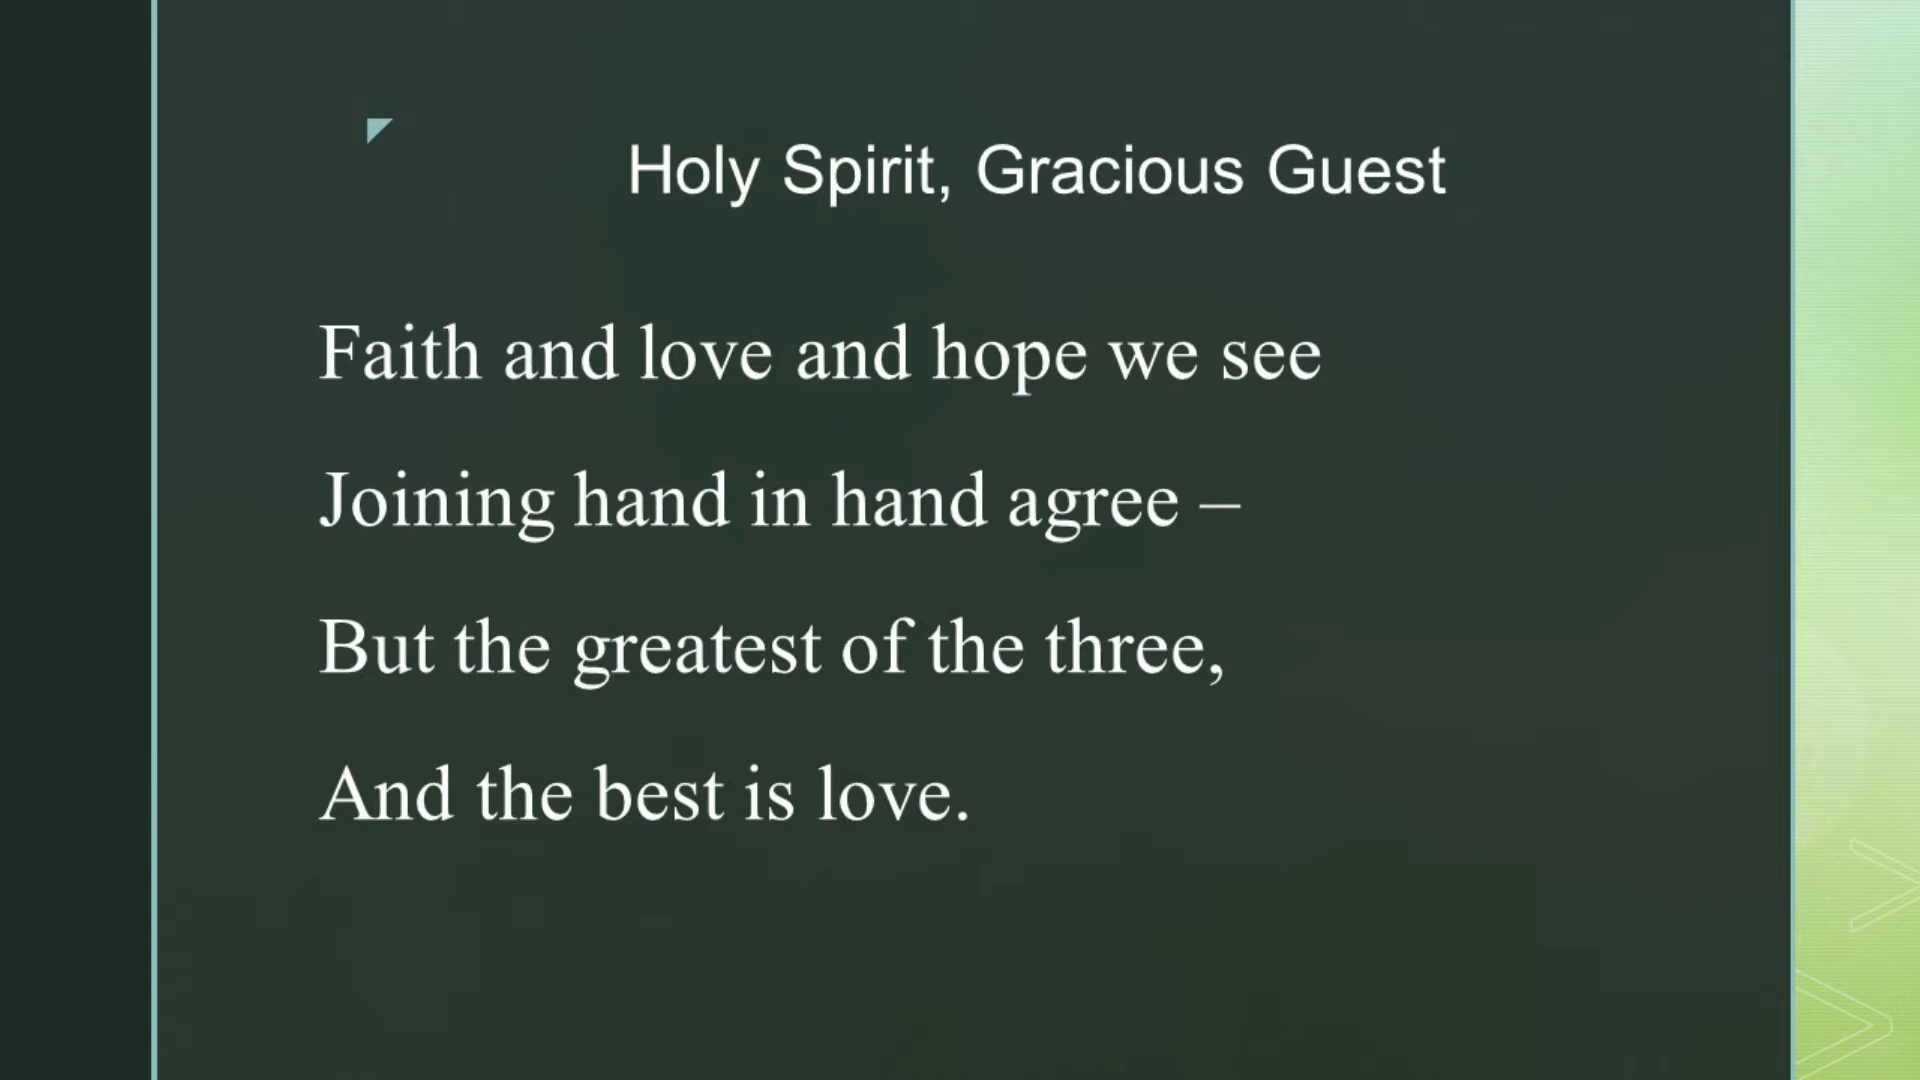 Holy Spirit, Gracious Guest
Faith and love and hope we see
Joining hand in hand agree –
But the greatest of the three,
And the best is love.